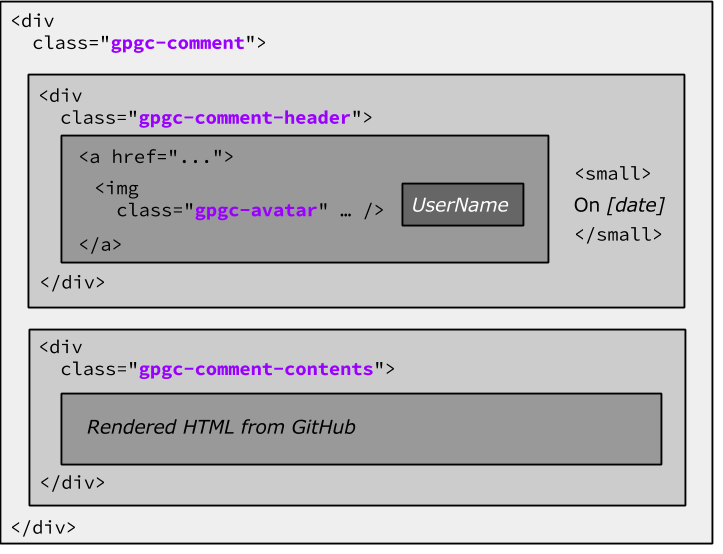 <div
class="gpgc-comment">
<div
class="gpgc-comment-header">
<a href="...">
<img
class="gpgc-avatar" … />
UserName
</a>
<small>
On [date]
</small>
</div>
<div
class="gpgc-comment-contents">
Rendered HTML from GitHub
</div>
</div>